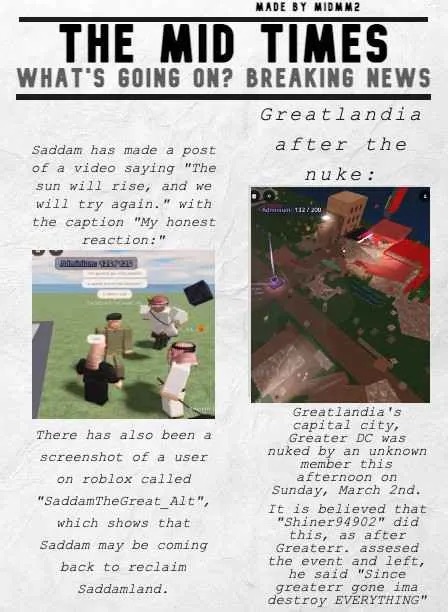 MADE BY MIDMM2
THE MID TIMES
WHAT'S GOING ON? BREAKING NEWS
Saddam has made a post
of a video saying "The
sun will rise, and we
will try again." with
the caption "My honest
reaction:"
There has also been a
screenshot of a user
on roblox called
"SaddamTheGreat_Alt",
which shows that
Saddam may be coming
back to reclaim
Saddamland.
Greatlandia
after the
nuke:
Adminium: 132 / 200
Greatlandia's
capital city,
Greater DC was
nuked by an unknown
member this
afternoon on
Sunday, March 2nd.
It is believed that
"Shiner94902" did
this, as after
Greaterr. assesed
the event and left,
he said "Since
greaterr gone ima
destroy EVERYTHING"